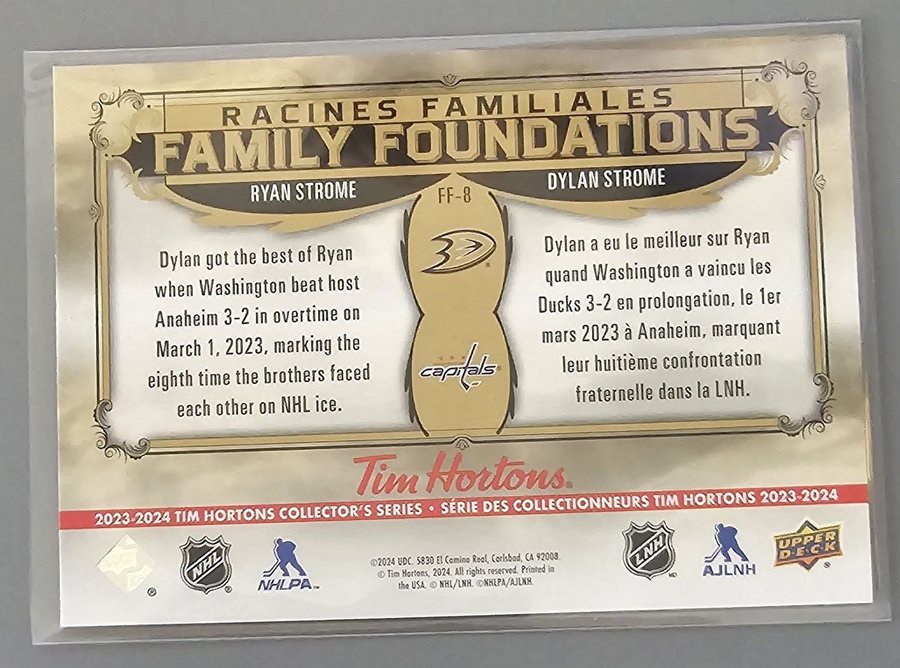 RACINES FAMILIALES
FAMILY FOUNDATIONS
RYAN STROME
FF-8
DYLAN STROME
Dylan got the best of Ryan
when Washington beat host
Anaheim 3-2 in overtime on
March 1, 2023, marking the
eighth time the brothers faced
each other on NHL ice.
capitals
Dylan a eu le meilleur sur Ryan
quand Washington a vaincu les
Ducks 3-2 en prolongation, le 1er
mars 2023 à Anaheim, marquant
leur huitième confrontation
fraternelle dans la LNH.
Tim Hortons®
2023-2024 TIM HORTONS COLLECTOR'S SERIES • SÉRIE DES COLLECTIONNEURS TIM HORTONS 2023-2024
NHL
NHLPA
©2024 UDC. 5830 El Camino Real, Carlsbad, CA 92008.
© Tim Hortons, 2024. All rights reserved. Printed in
the USA. © NHL/LNH. ©NHLPA/AJLNH.
LNH
AJLNH
UPPER
DECK